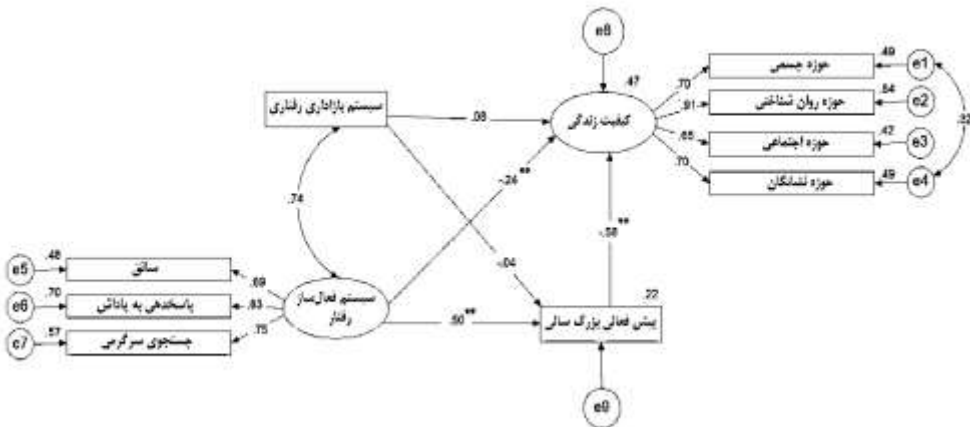 e8
.47
.49
e1
حوزه جسمی
.70
سیستم بازاداری رفتاری
.08
کیفیت زندگی
.91
حوزه روان شناختی
.84
e2
.65
حوزه اجتماعی
.42
e3
.32
.70
حوزه نشانگان
.49
e4
-.24**
.74
-.04
-.58**
e5
.48
سائق
.69
سیستم فعال‌ساز
رفتار
e6
.70
پاسخدهی به پاداش
.83
.50**
.22
بیش فعالی بزرگ سالی
e7
.57
جستجوی سرگرمی
.75
e9